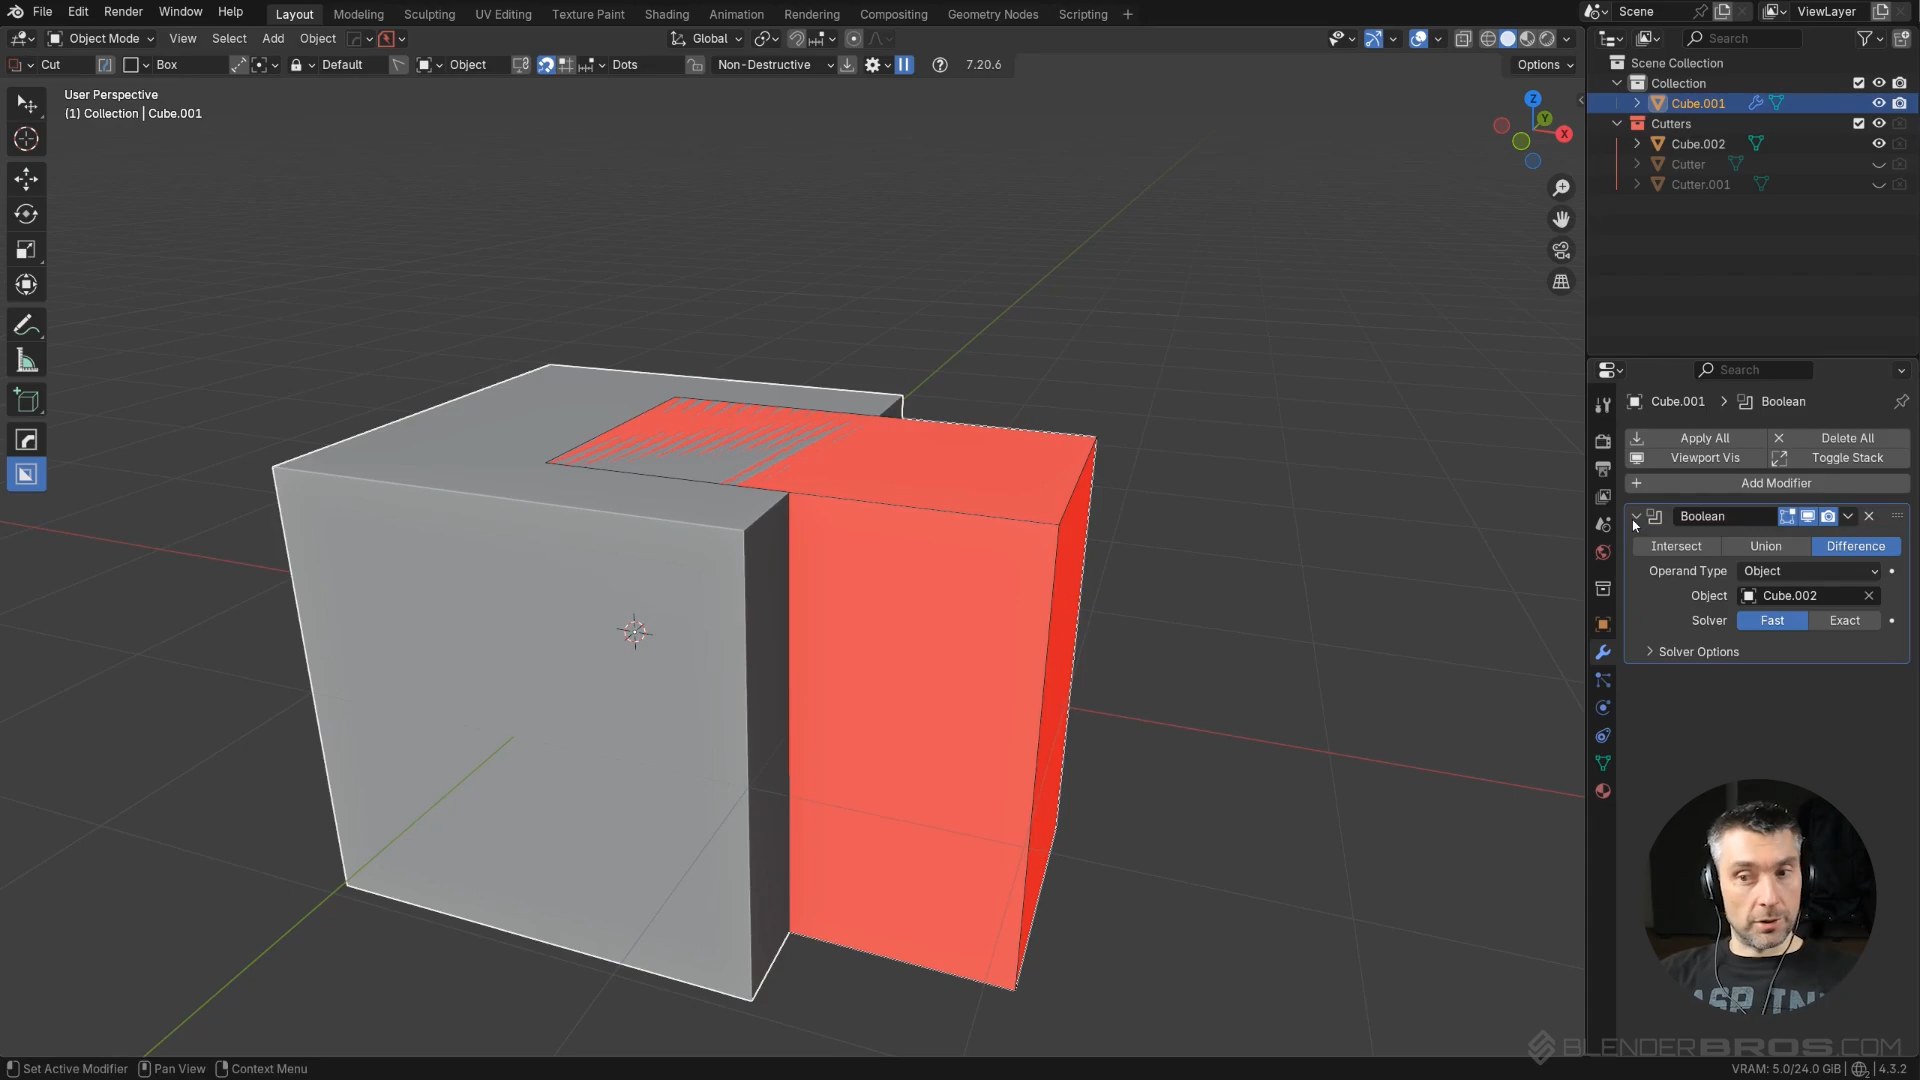 File Edit Render Window Help Layout Modeling Sculpting UV Editing Texture Paint Shading Animation Rendering Compositing Geometry Nodes Scripting + Scene ViewLayer
Object Mode View Select Add Object Global Search
Cut Box Default Object Dots Non-Destructive 7.20.6 Options
User Perspective
(1) Collection | Cube.001
Z
Y
X
Scene Collection
Collection
Cube.001
Cutters
Cube.002
Cutter
Cutter.001
Search
Cube.001 > Boolean
Apply All Delete All
Viewport Vis Toggle Stack
Add Modifier
Boolean
Intersect Union Difference
Operand Type Object
Object Cube.002
Solver Fast Exact
Solver Options
BLENDERBROS.COM
Set Active Modifier Pan View Context Menu VRAM: 5.0/24.0 GiB 4.3.2